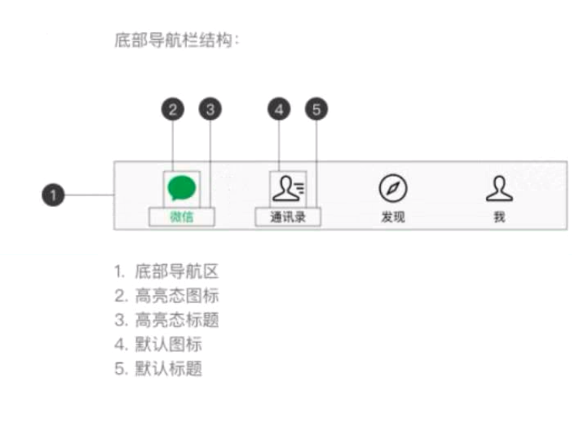 底部导航栏结构：
2 3 4 5
1
微信 通讯录 发现 我
1. 底部导航区
2. 高亮态图标
3. 高亮态标题
4. 默认图标
5. 默认标题